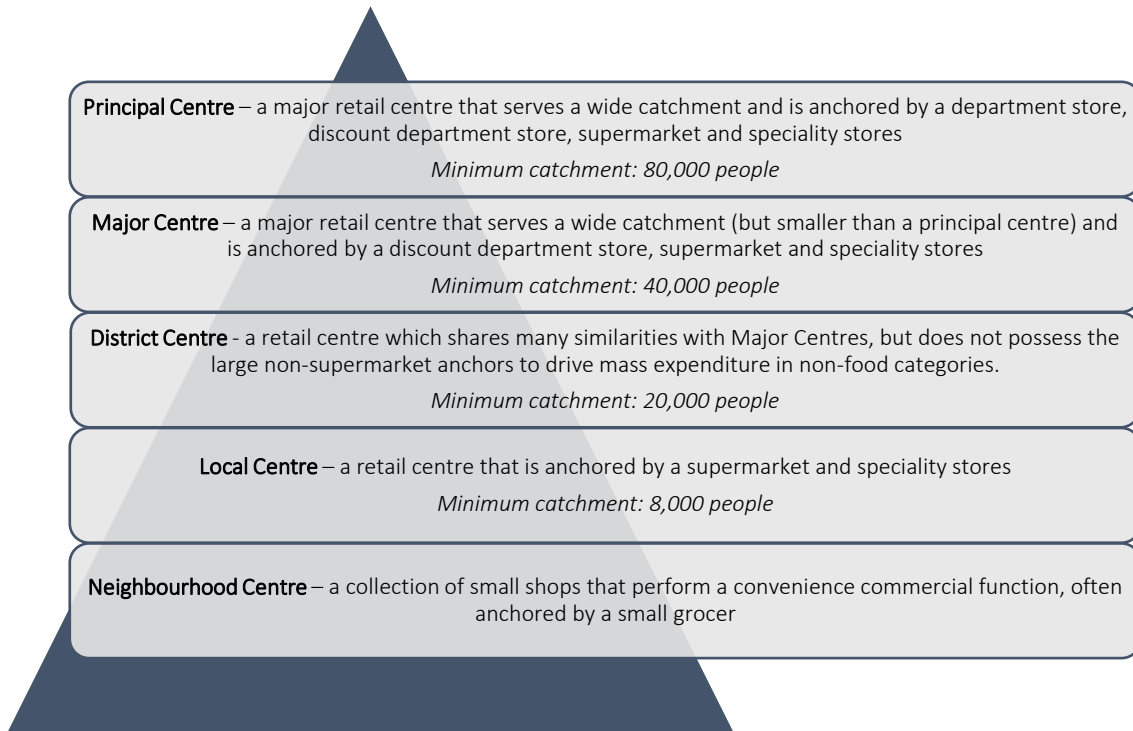 Principal Centre – a major retail centre that serves a wide catchment and is anchored by a department store,
discount department store, supermarket and speciality stores
Minimum catchment: 80,000 people
Major Centre – a major retail centre that serves a wide catchment (but smaller than a principal centre) and
is anchored by a discount department store, supermarket and speciality stores
Minimum catchment: 40,000 people
District Centre - a retail centre which shares many similarities with Major Centres, but does not possess the
large non-supermarket anchors to drive mass expenditure in non-food categories.
Minimum catchment: 20,000 people
Local Centre – a retail centre that is anchored by a supermarket and speciality stores
Minimum catchment: 8,000 people
Neighbourhood Centre – a collection of small shops that perform a convenience commercial function, often
anchored by a small grocer